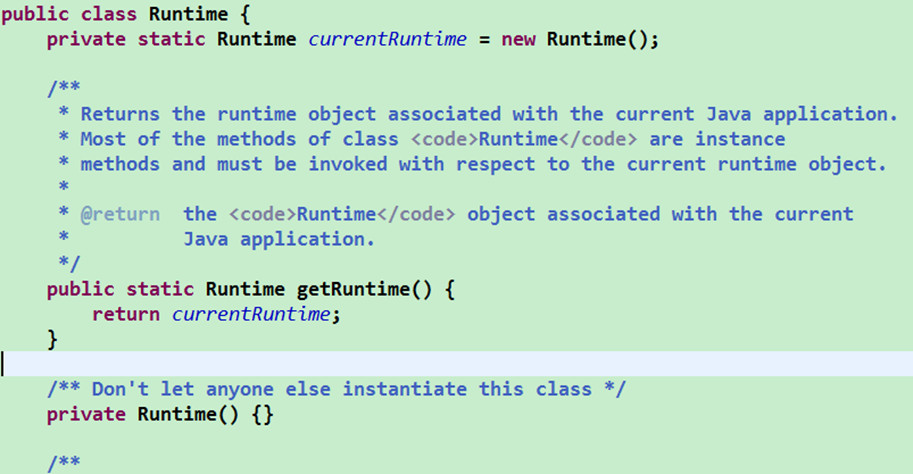 public class Runtime {
    private static Runtime currentRuntime = new Runtime();
    /**
     * Returns the runtime object associated with the current Java application.
     * Most of the methods of class <code>Runtime</code> are instance
     * methods and must be invoked with respect to the current runtime object.
     *
     * @return  the <code>Runtime</code> object associated with the current
     *          Java application.
     */
    public static Runtime getRuntime() {
        return currentRuntime;
    }
    /** Don't let anyone else instantiate this class */
    private Runtime() {}
    /**